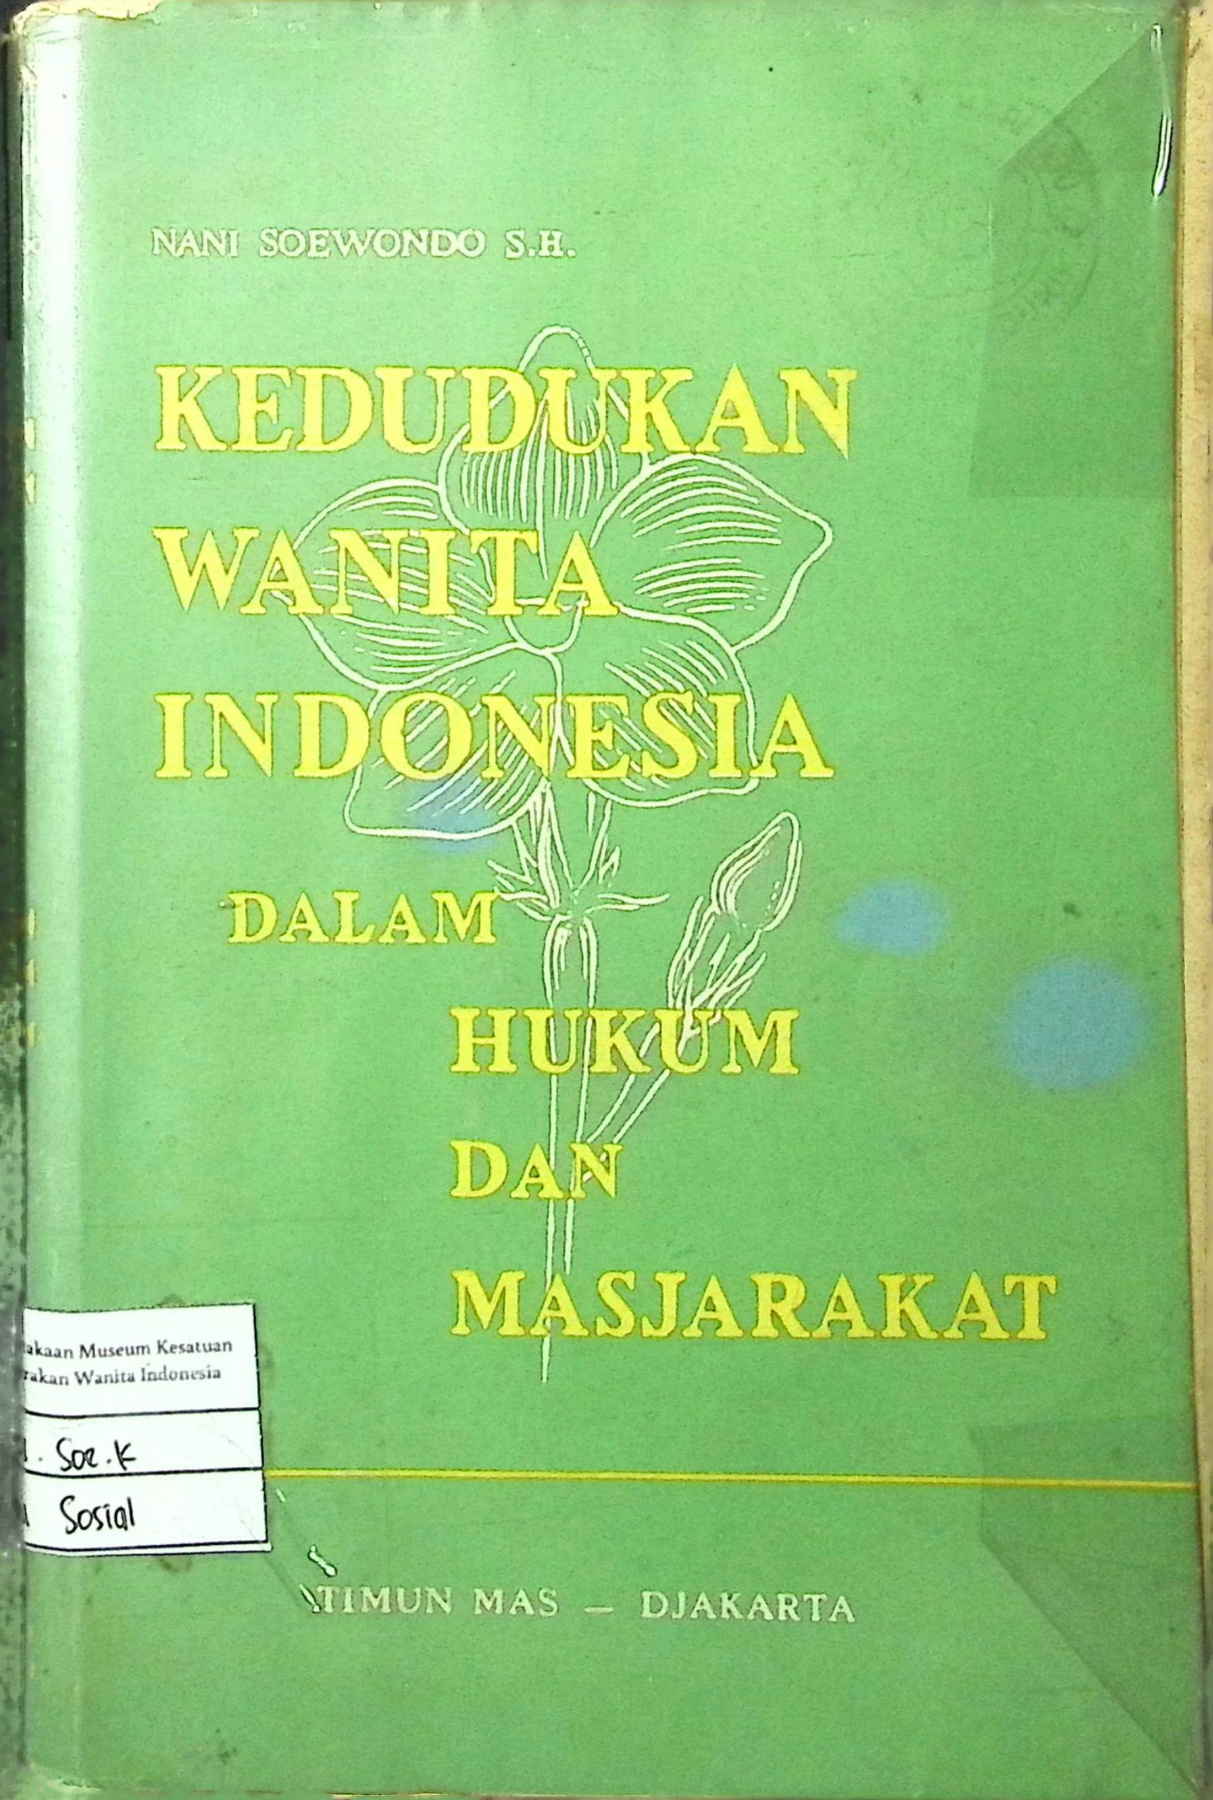 NANI SOEWONDO S.H.
KEDUDUKAN
WANITA
INDONESIA
DALAM
HUKUM
DAN
MASJARAKAT
akaan Museum Kesatuan
rakan Wanita Indonesia
Soe.K
Sosial
TIMUN MAS – DJAKARTA